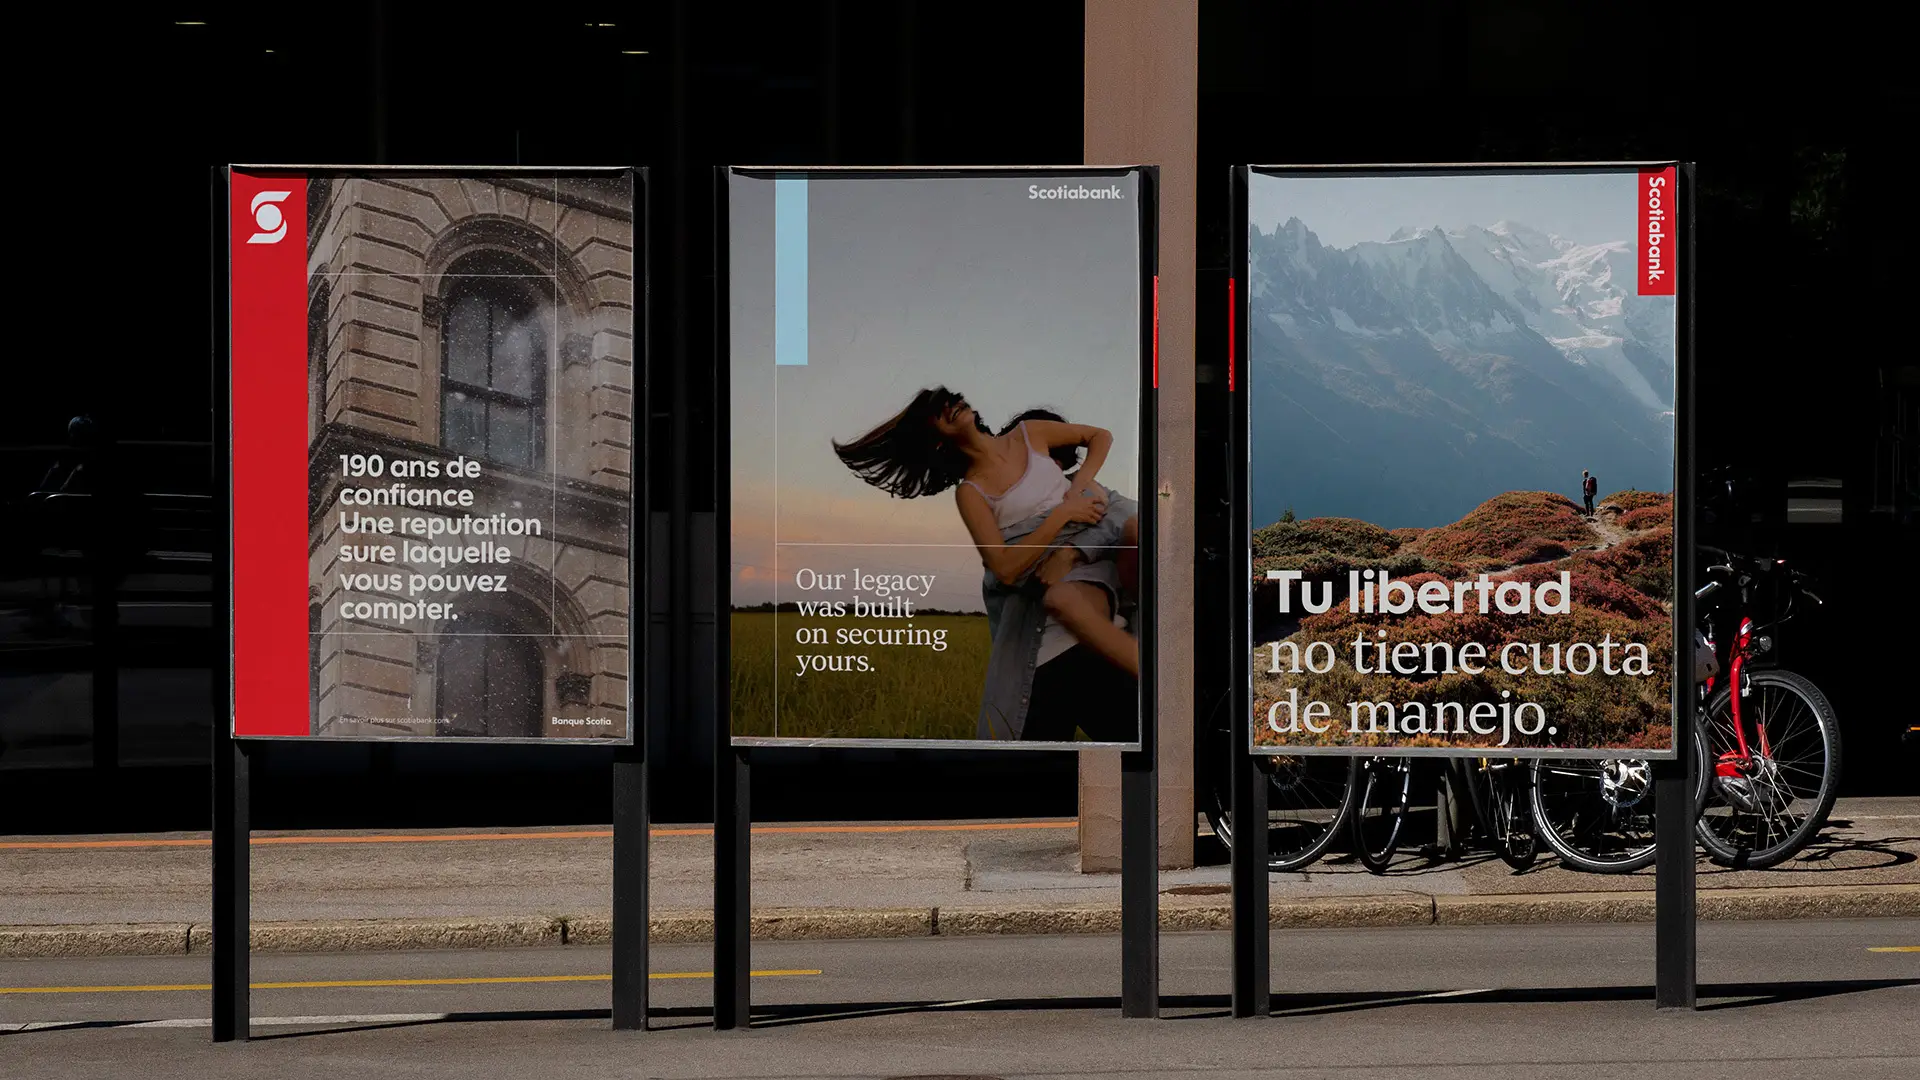 190 ans de
confiance
Une reputation
sure laquelle
vous pouvez
compter.
En savoir plus sur scotiabank.com
Banque Scotia
Scotiabank.
Our legacy
was built
on securing
yours.
Scotiabank.
Tu libertad
no tiene cuota
de manejo.